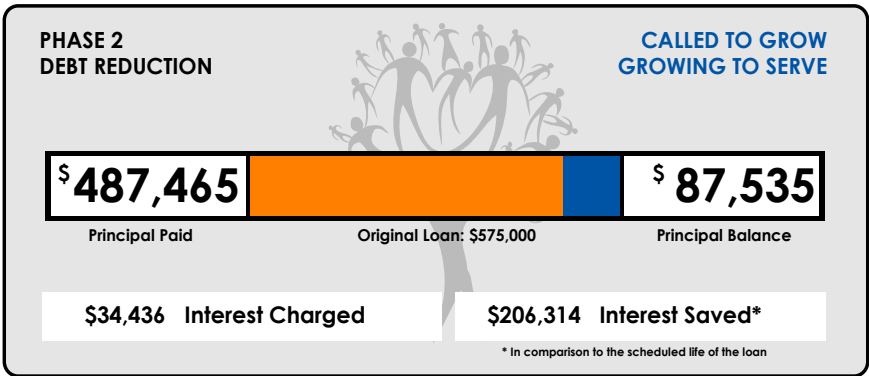 PHASE 2
DEBT REDUCTION
CALLED TO GROW
GROWING TO SERVE
$487,465
$ 87,535
Principal Paid
Original Loan: $575,000
Principal Balance
$34,436 Interest Charged
$206,314 Interest Saved*
* In comparison to the scheduled life of the loan